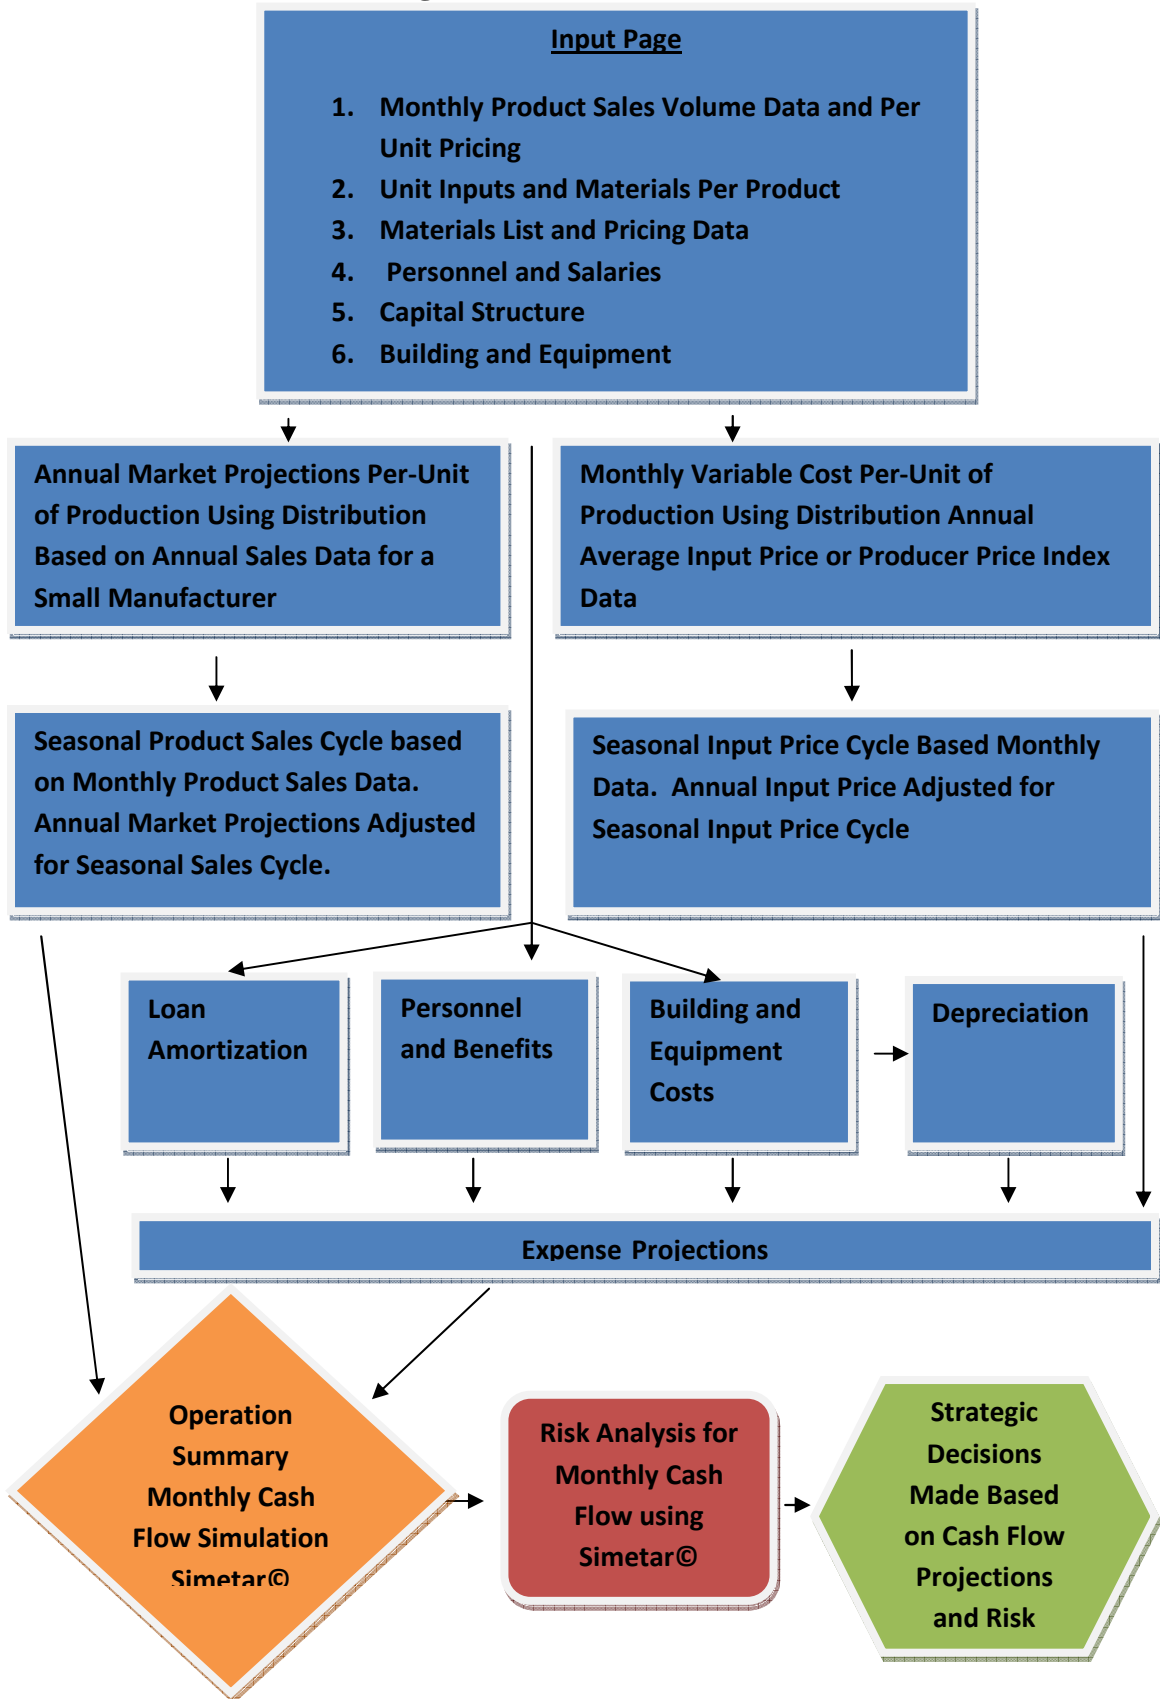 Input Page
1. Monthly Product Sales Volume Data and Per
Unit Pricing
2. Unit Inputs and Materials Per Product
3. Materials List and Pricing Data
4. Personnel and Salaries
5. Capital Structure
6. Building and Equipment
Annual Market Projections Per-Unit
of Production Using Distribution
Based on Annual Sales Data for a
Small Manufacturer
Monthly Variable Cost Per-Unit of
Production Using Distribution Annual
Average Input Price or Producer Price Index
Data
Seasonal Product Sales Cycle based
on Monthly Product Sales Data.
Annual Market Projections Adjusted
for Seasonal Sales Cycle.
Seasonal Input Price Cycle Based Monthly
Data. Annual Input Price Adjusted for
Seasonal Input Price Cycle
Loan
Amortization
Personnel
and Benefits
Building and
Equipment
Costs
Depreciation
Expense Projections
Operation
Summary
Monthly Cash
Flow Simulation
Simetar©
Risk Analysis for
Monthly Cash
Flow using
Simetar©
Strategic
Decisions
Made Based
on Cash Flow
Projections
and Risk